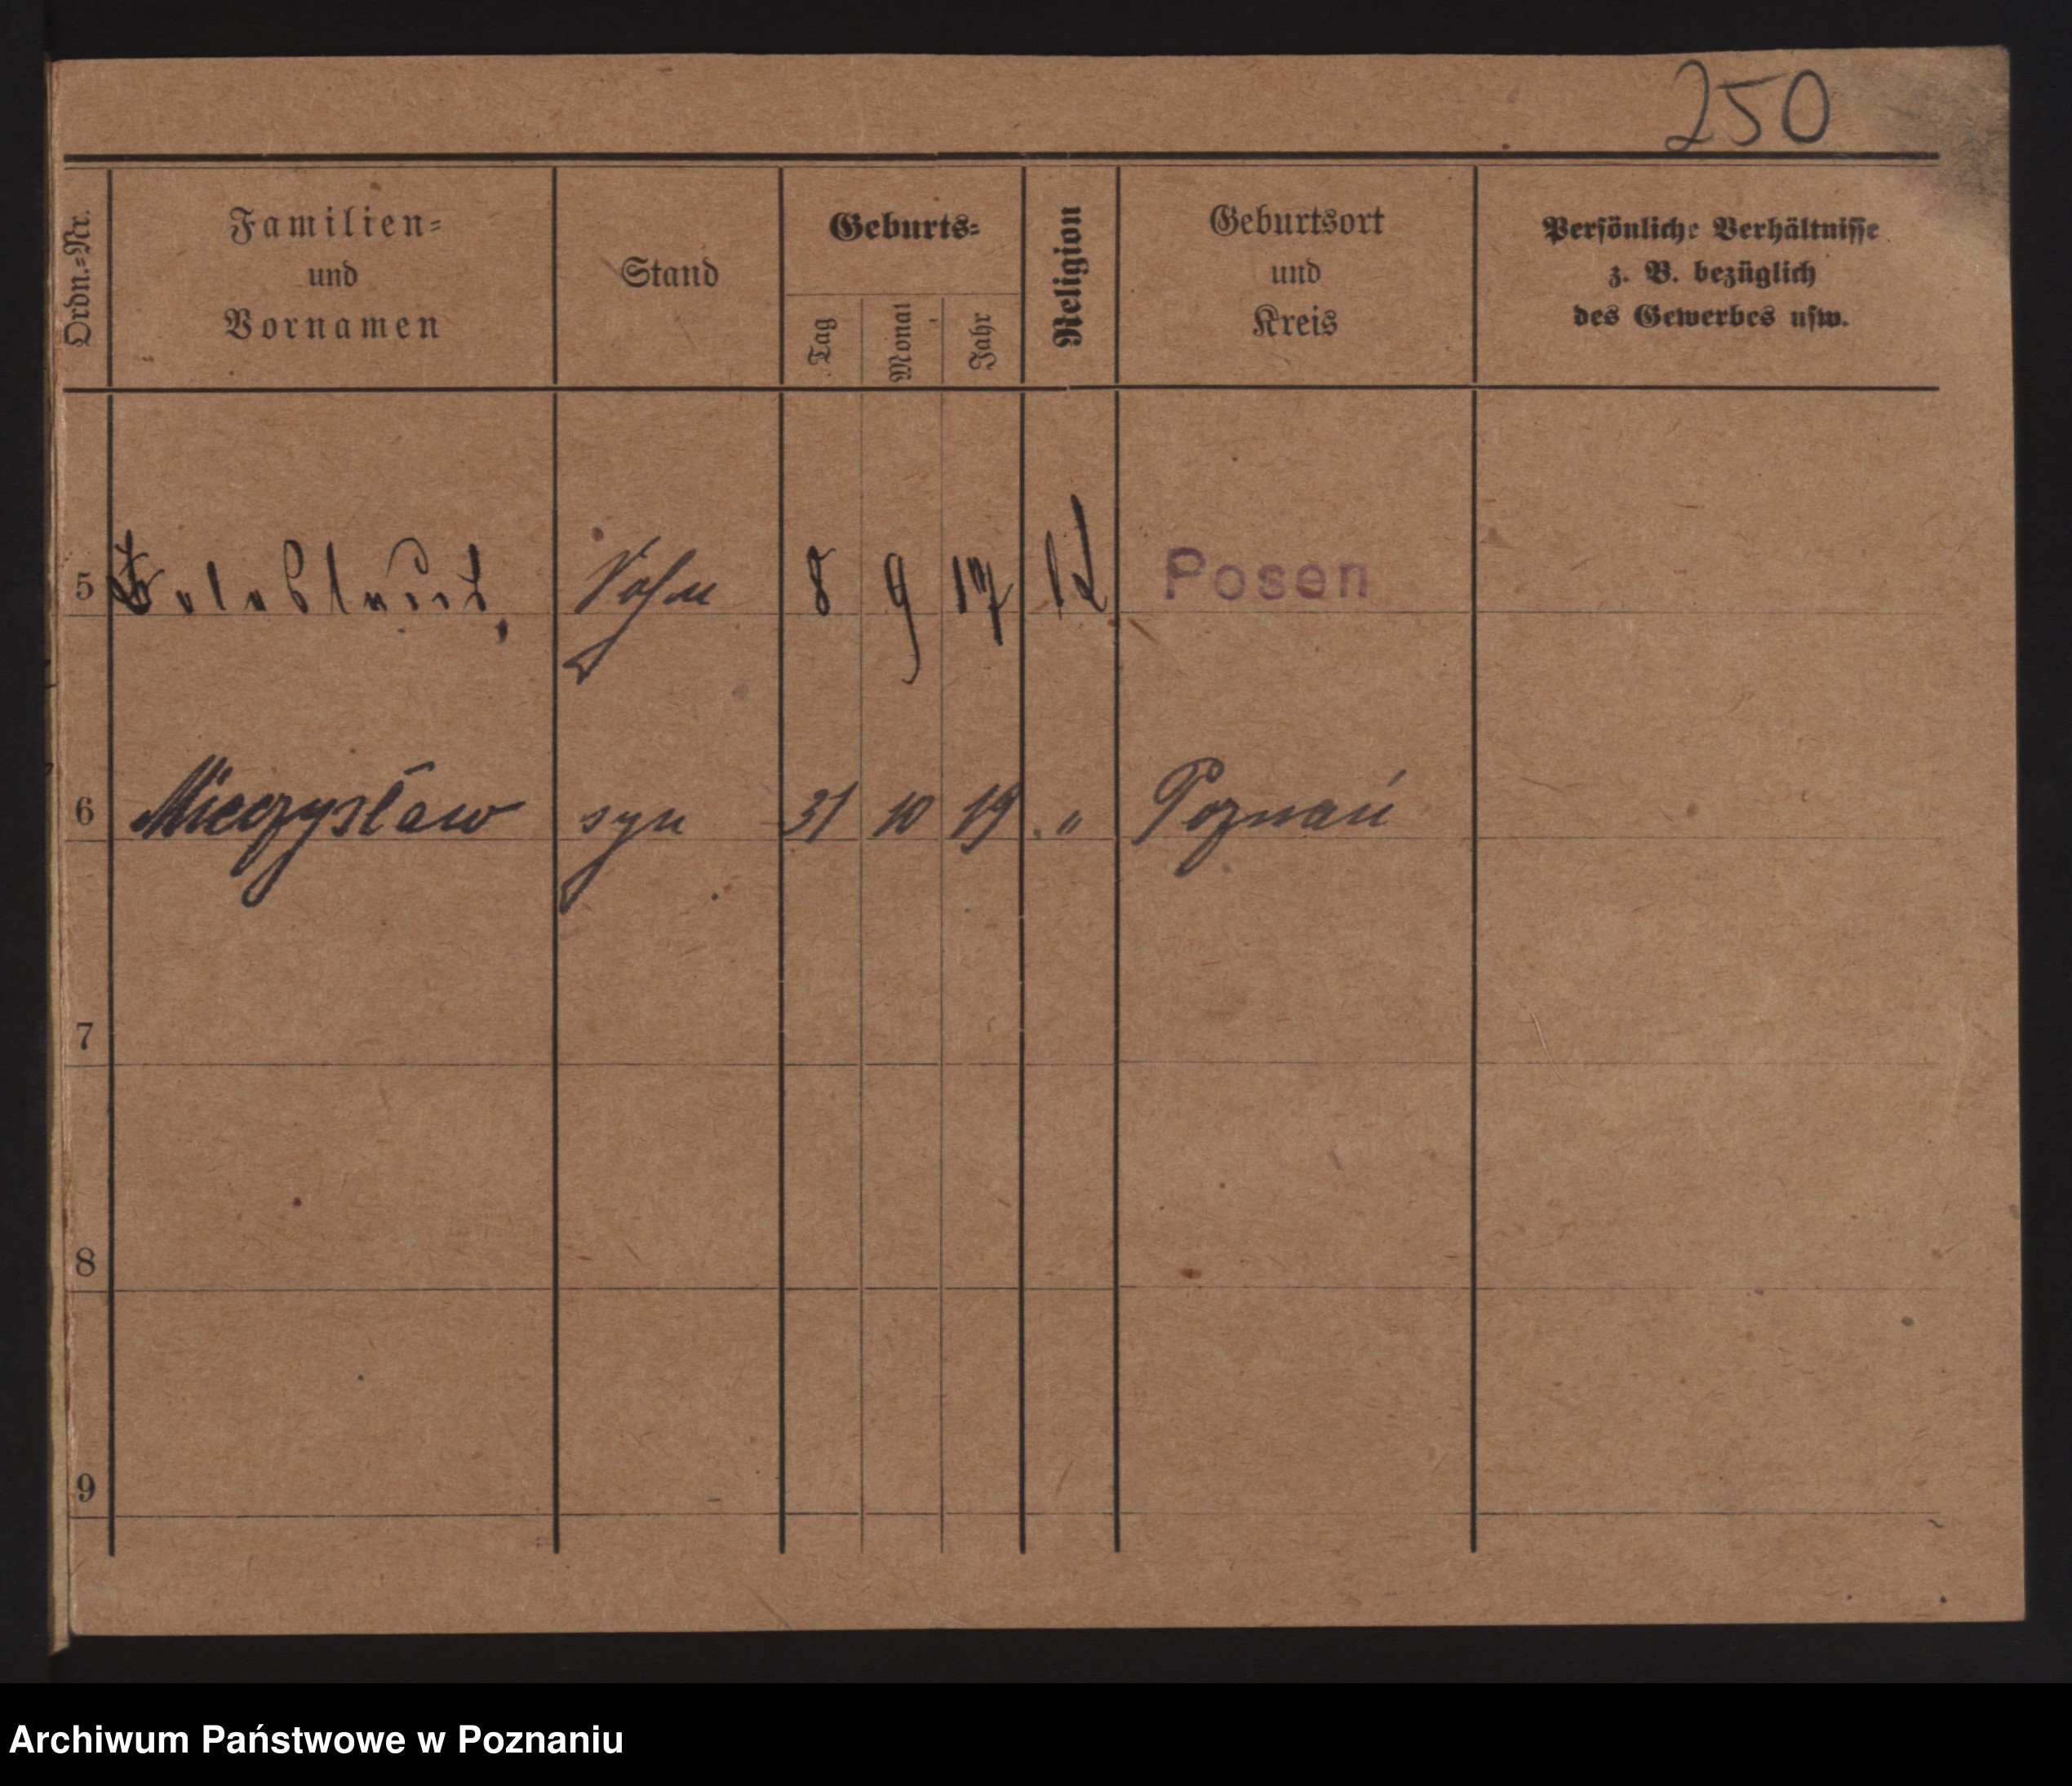 250
Ordn.=Nr.
Familien=
und
Vornamen
Stand
Geburts=
Tag
Monat
Jahr
Religion
Geburtsort
und
Kreis
Persönliche Verhältnisse
z. B. bezüglich
des Gewerbes usw.
5 Sohn 8 9 17 Posen
6 Mieczysław syn 31 10 19 " Poznań
7
8
9
Archiwum Państwowe w Poznaniu